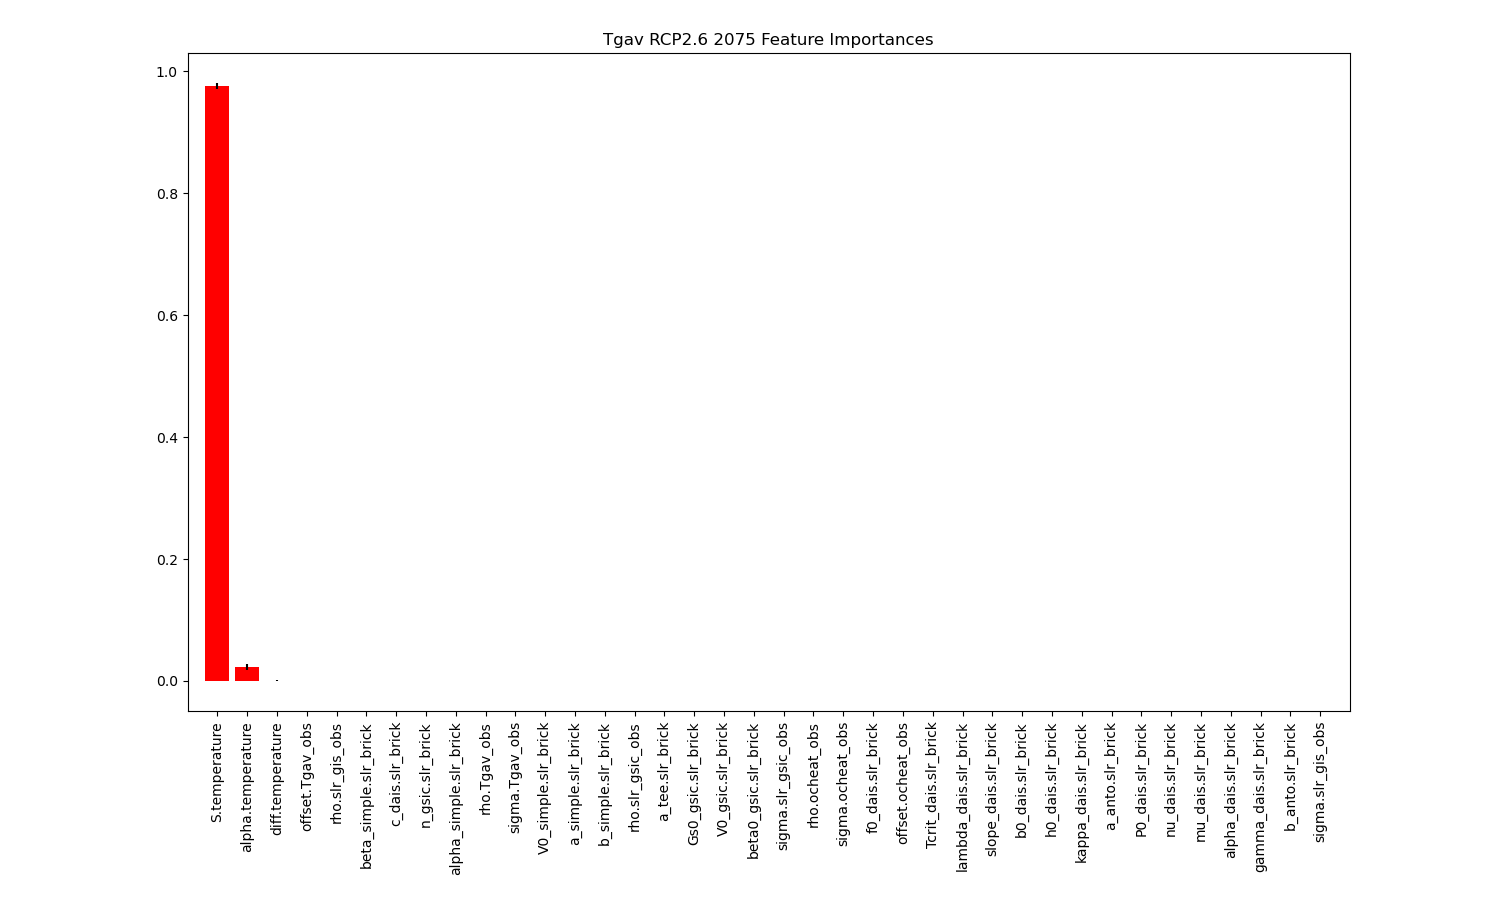 Tgav RCP2.6 2075 Feature Importances
1.0
0.8
0.6
0.4
0.2
0.0
S.temperature
alpha.temperature
diff.temperature
offset.Tgav_obs
rho.slr_gis_obs
beta_simple.slr_brick
c_dais.slr_brick
n_gsic.slr_brick
alpha_simple.slr_brick
rho.Tgav_obs
sigma.Tgav_obs
V0_simple.slr_brick
a_simple.slr_brick
b_simple.slr_brick
rho.slr_gsic_obs
a_tee.slr_brick
Gs0_gsic.slr_brick
V0_gsic.slr_brick
beta0_gsic.slr_brick
sigma.slr_gsic_obs
rho.ocheat_obs
sigma.ocheat_obs
f0_dais.slr_brick
offset.ocheat_obs
Tcrit_dais.slr_brick
lambda_dais.slr_brick
slope_dais.slr_brick
b0_dais.slr_brick
h0_dais.slr_brick
kappa_dais.slr_brick
a_anto.slr_brick
P0_dais.slr_brick
nu_dais.slr_brick
mu_dais.slr_brick
alpha_dais.slr_brick
gamma_dais.slr_brick
b_anto.slr_brick
sigma.slr_gis_obs